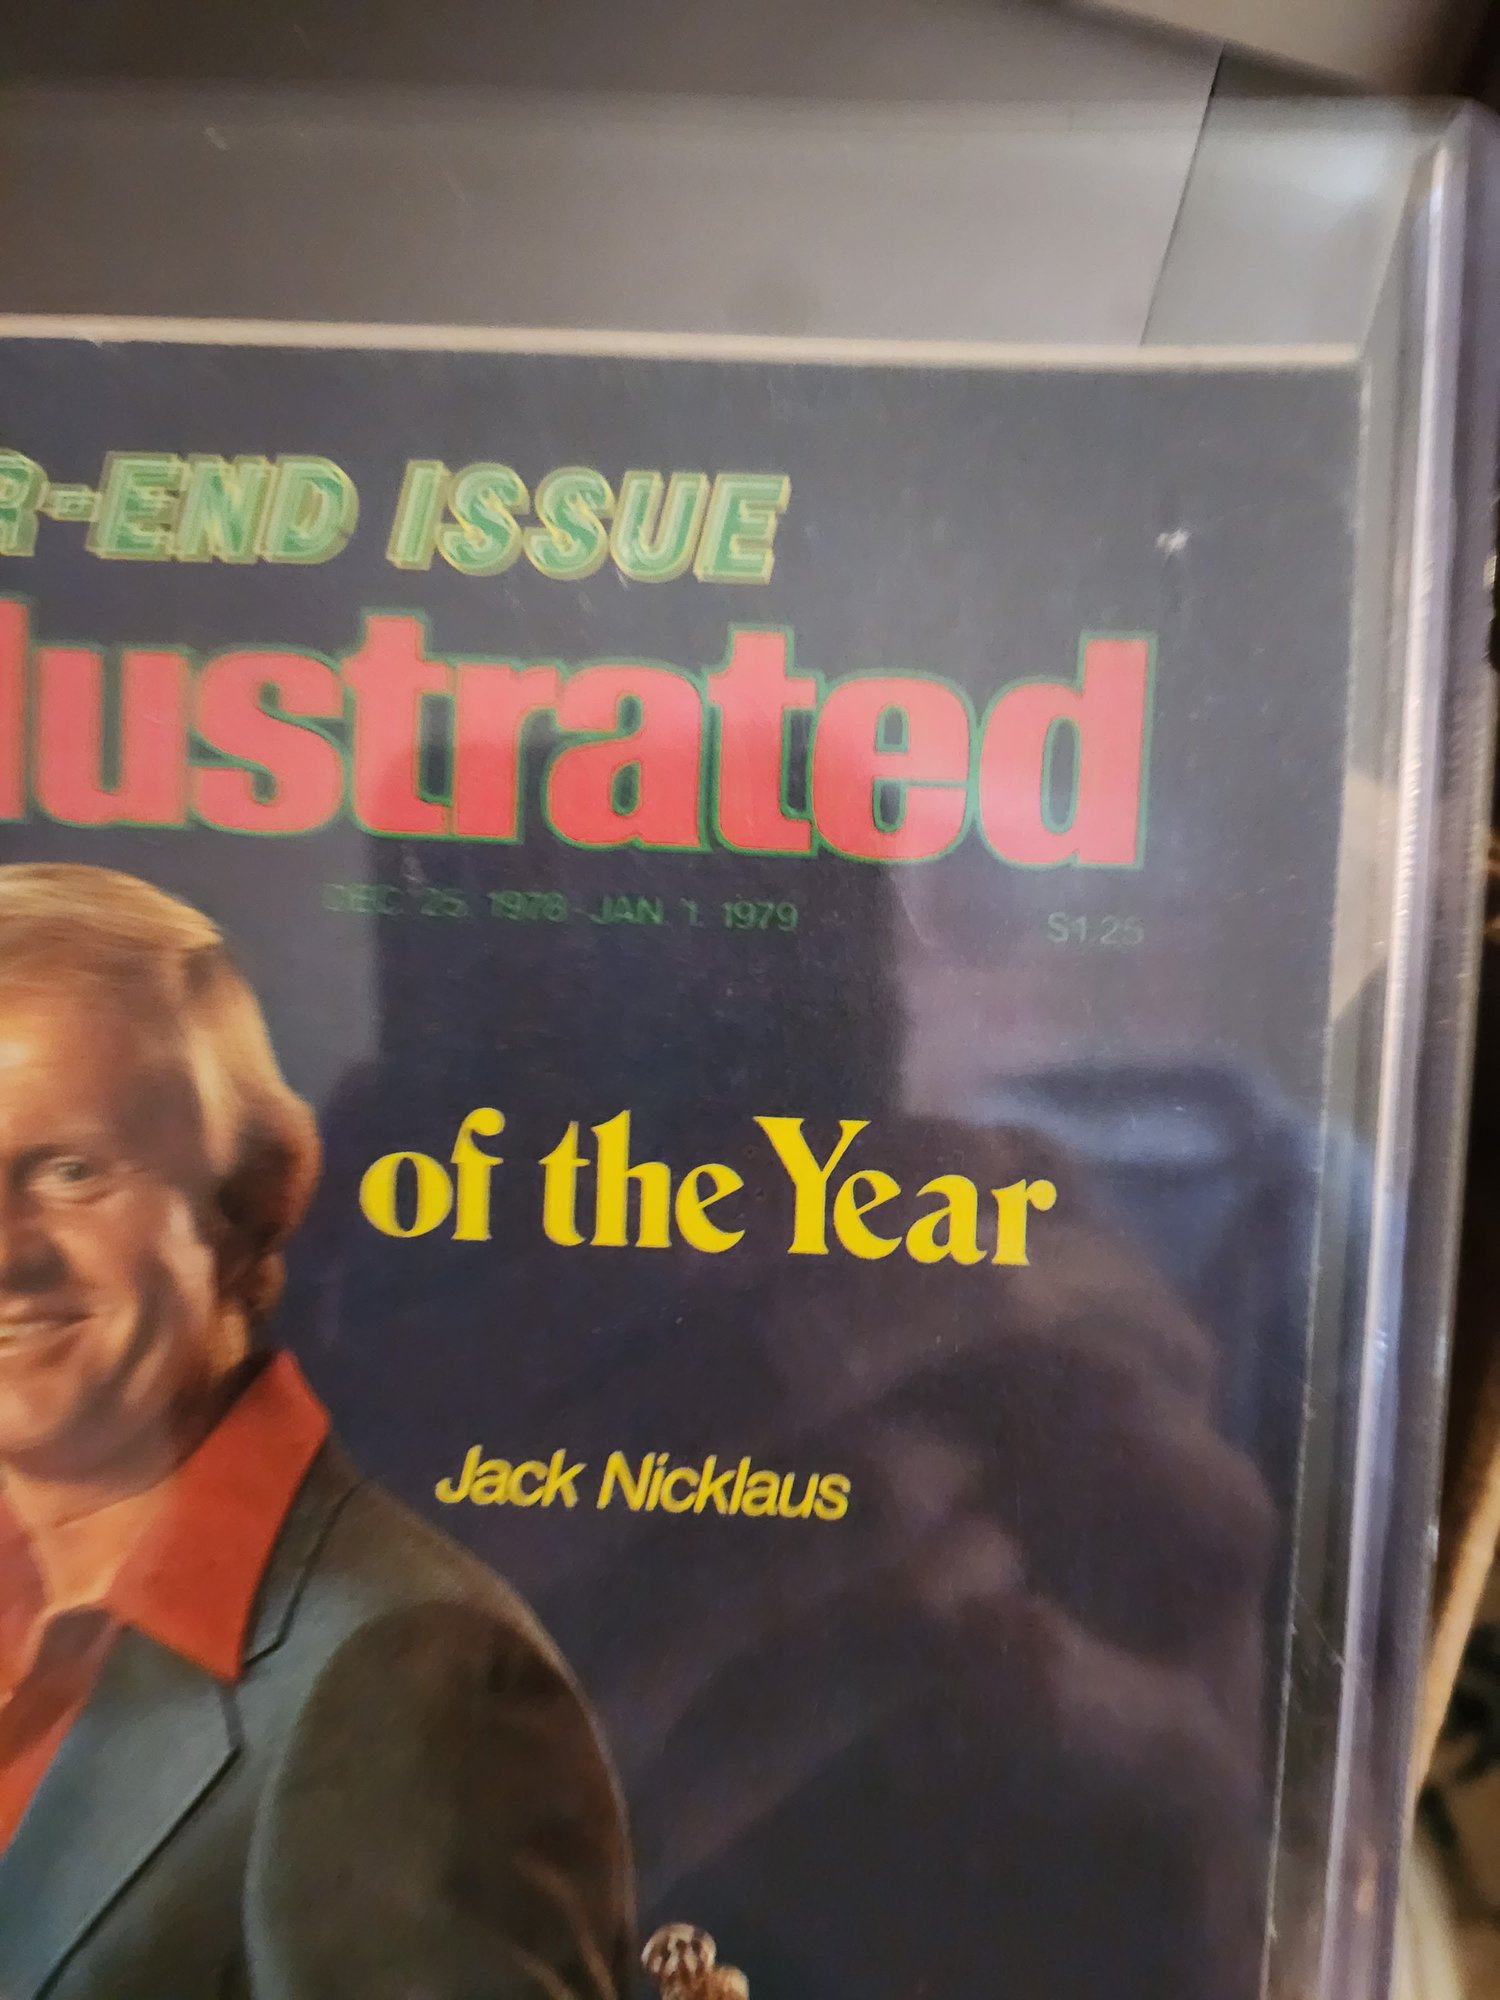 R-END ISSUE
lustrated
DEC. 25, 1978-JAN. 1, 1979 $1.25
of the Year
Jack Nicklaus